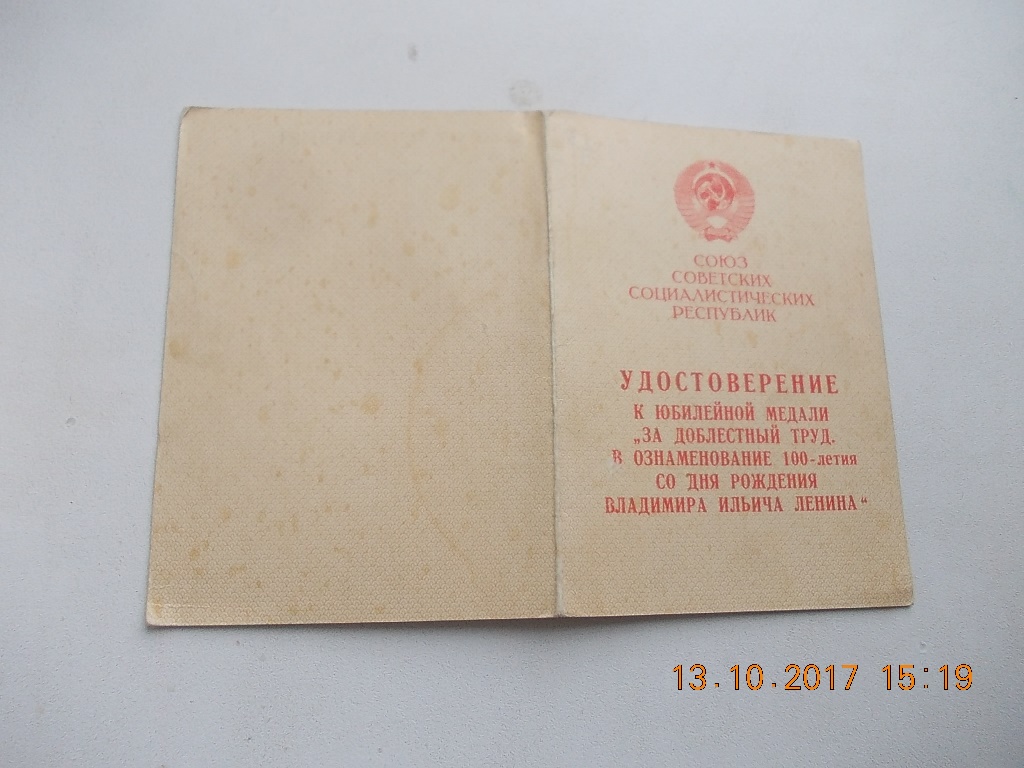 СОЮЗ
СОВЕТСКИХ
СОЦИАЛИСТИЧЕСКИХ
РЕСПУБЛИК
УДОСТОВЕРЕНИЕ
К ЮБИЛЕЙНОЙ МЕДАЛИ
„ЗА ДОБЛЕСТНЫЙ ТРУД.
В ОЗНАМЕНОВАНИЕ 100-летия
СО ДНЯ РОЖДЕНИЯ
ВЛАДИМИРА ИЛЬИЧА ЛЕНИНА“
13.10.2017 15:19